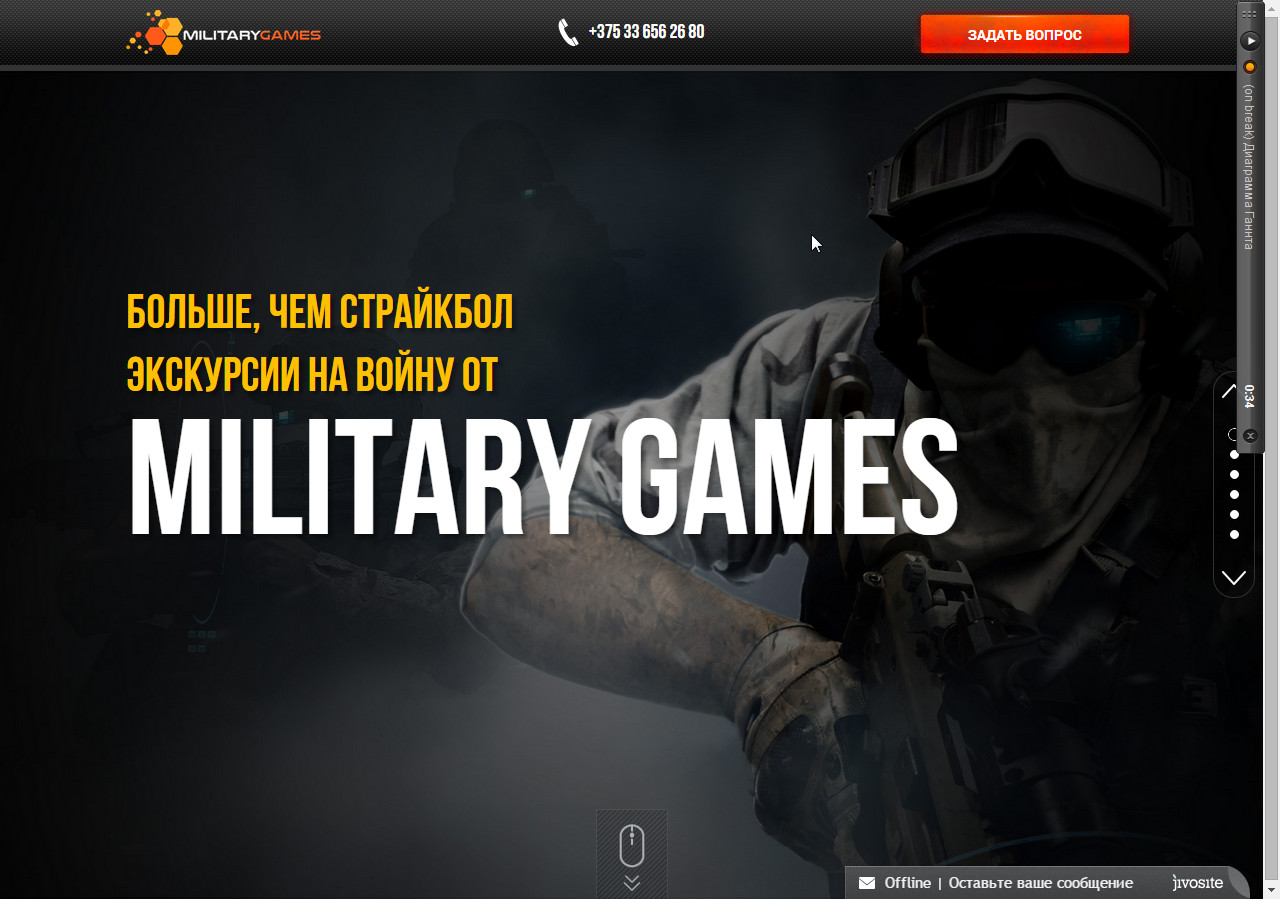 MILITARYGAMES
+375 33 656 26 80
ЗАДАТЬ ВОПРОС
(on break) Диаграмма Ганнта
0:34
БОЛЬШЕ, ЧЕМ СТРАЙКБОЛ
ЭКСКУРСИИ НА ВОЙНУ ОТ
MILITARY GAMES
Offline | Оставьте ваше сообщение
jivosite